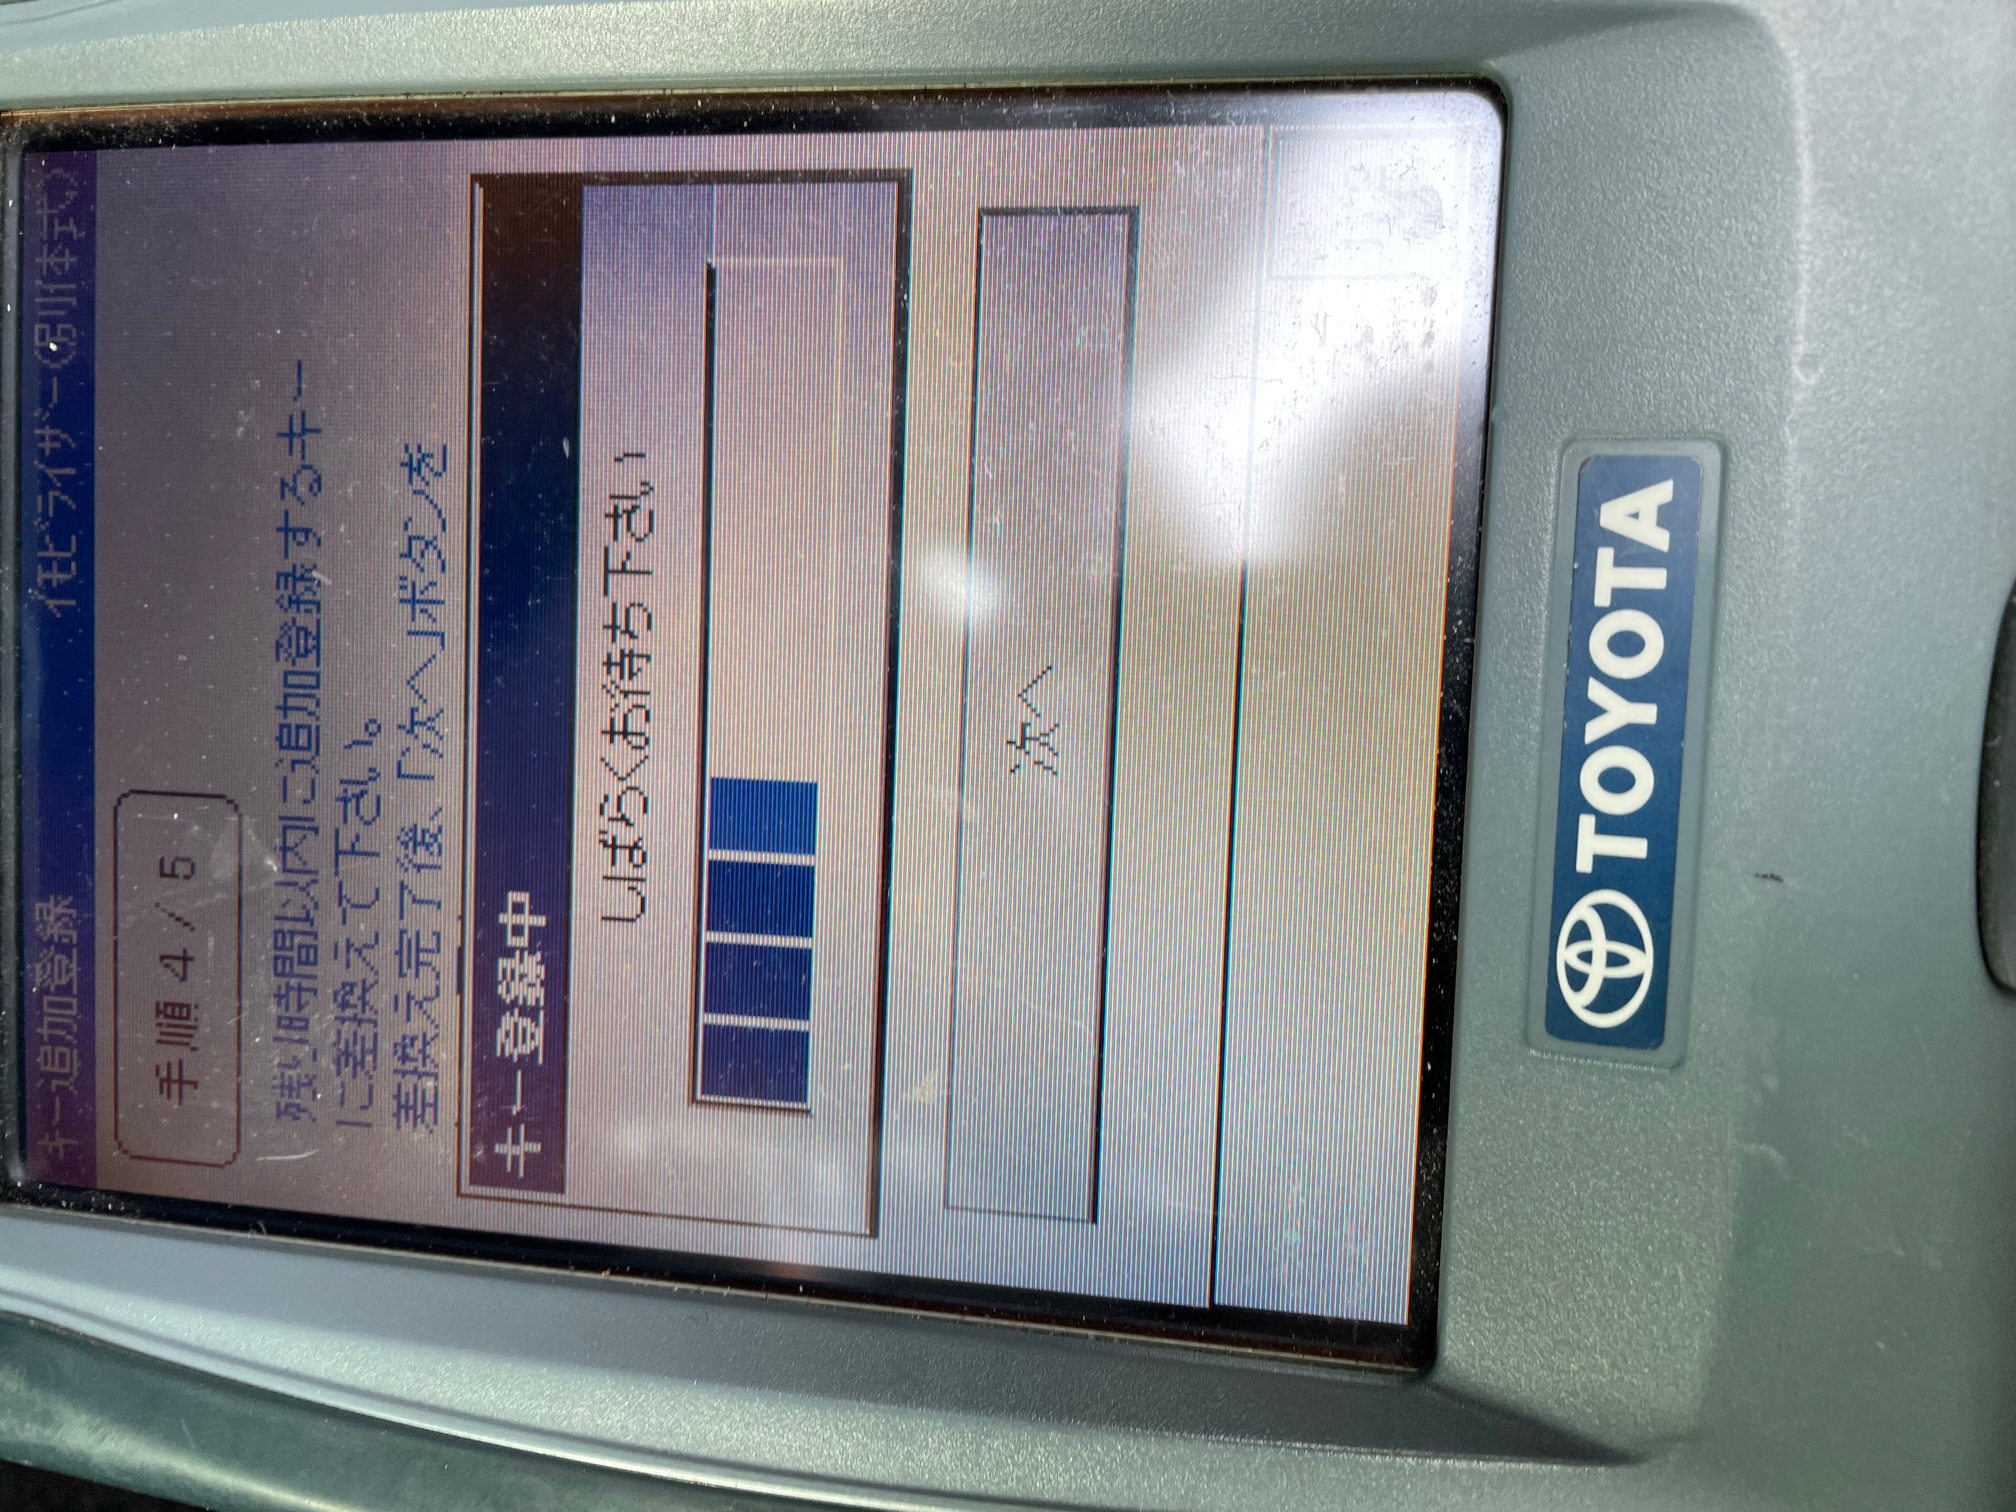 キー追加登録 イモビライザー(別体式)
手順 4 / 5
残り時間以内に追加登録するキー
に差換えて下さい。
差換え完了後、「次へ」ボタンを
キー登録中
しばらくお待ち下さい
次へ
TOYOTA